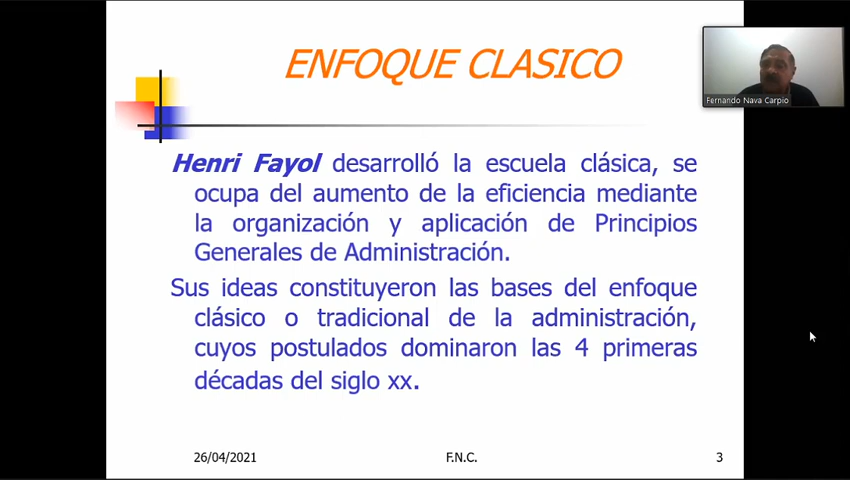 ENFOQUE CLASICO
Fernando Nava Carpio
Henri Fayol desarrolló la escuela clásica, se
ocupa del aumento de la eficiencia mediante
la organización y aplicación de Principios
Generales de Administración.
Sus ideas constituyeron las bases del enfoque
clásico o tradicional de la administración,
cuyos postulados dominaron las 4 primeras
décadas del siglo xx.
26/04/2021 F.N.C. 3